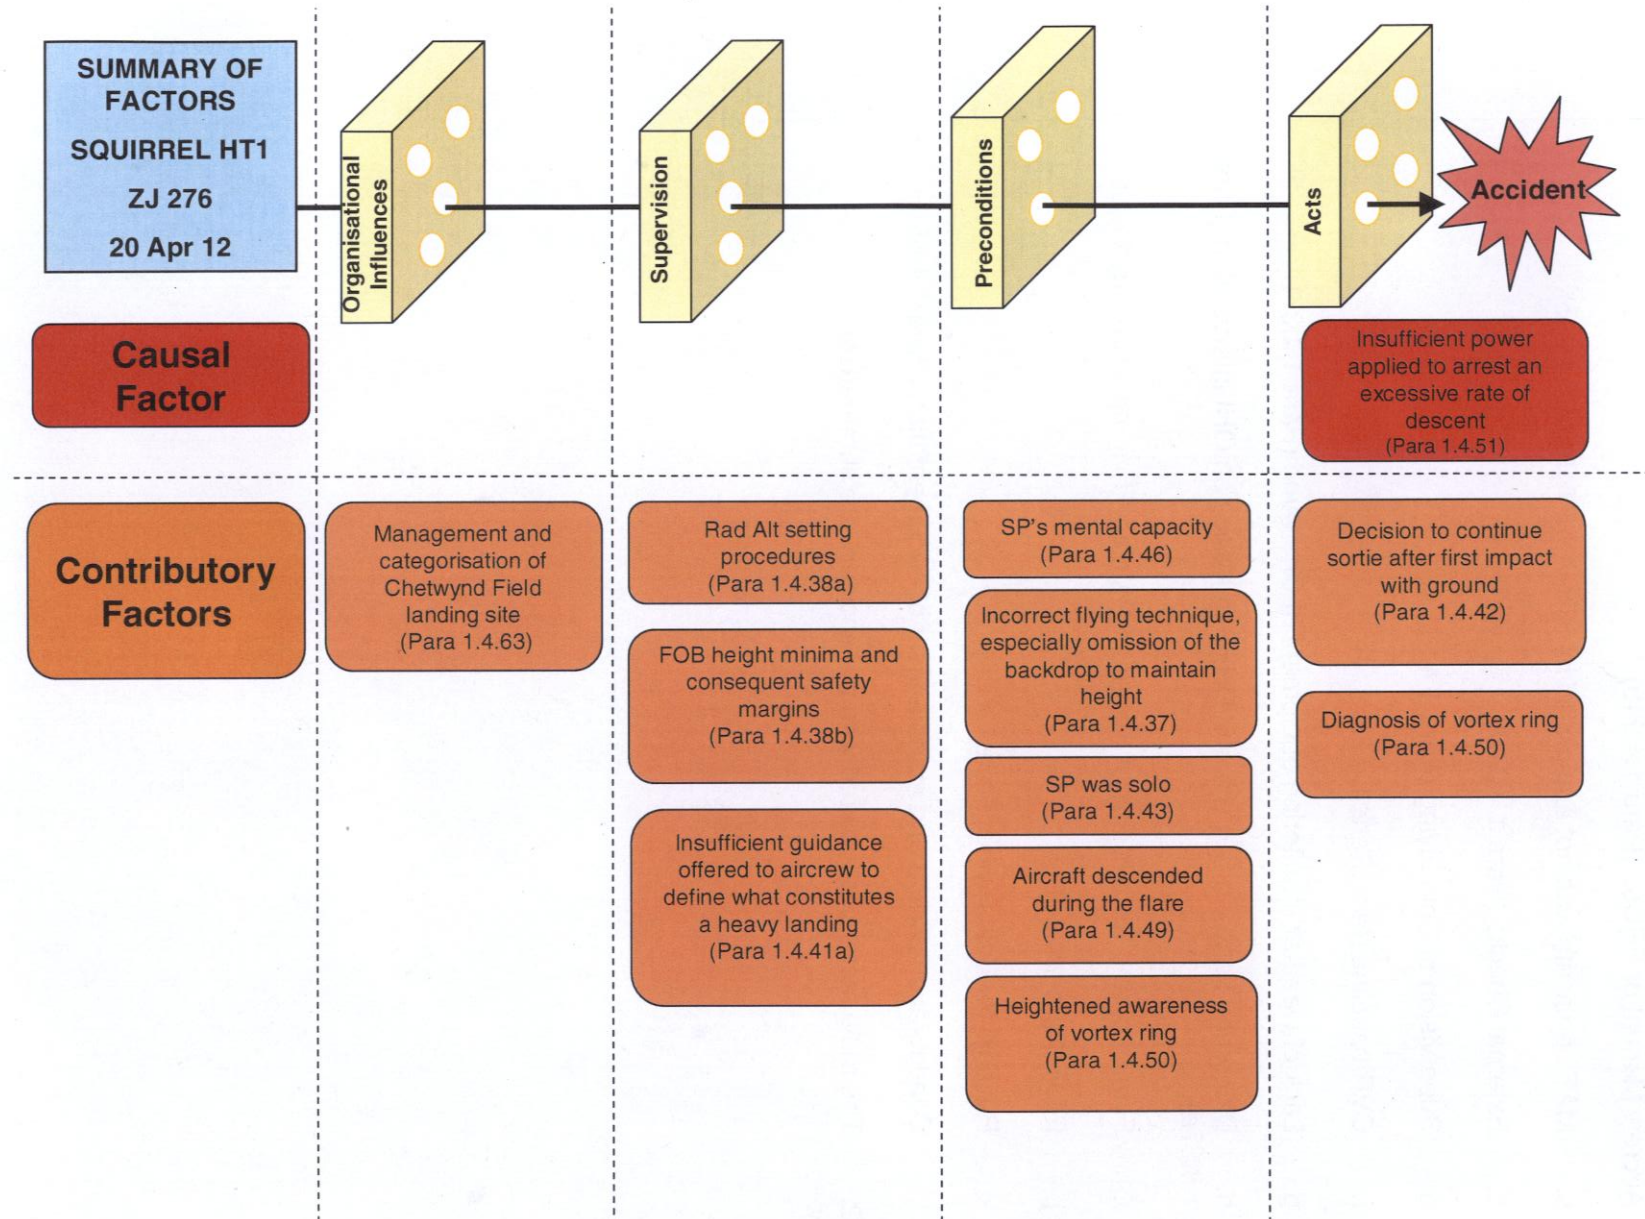 SUMMARY OF
FACTORS
SQUIRREL HT1
ZJ 276
20 Apr 12
Organisational
Influences
Supervision
Preconditions
Acts
Accident
Causal
Factor
Insufficient power
applied to arrest an
excessive rate of
descent
(Para 1.4.51)
Contributory
Factors
Management and
categorisation of
Chetwynd Field
landing site
(Para 1.4.63)
Rad Alt setting
procedures
(Para 1.4.38a)
FOB height minima and
consequent safety
margins
(Para 1.4.38b)
Insufficient guidance
offered to aircrew to
define what constitutes
a heavy landing
(Para 1.4.41a)
SP's mental capacity
(Para 1.4.46)
Incorrect flying technique,
especially omission of the
backdrop to maintain
height
(Para 1.4.37)
SP was solo
(Para 1.4.43)
Aircraft descended
during the flare
(Para 1.4.49)
Heightened awareness
of vortex ring
(Para 1.4.50)
Decision to continue
sortie after first impact
with ground
(Para 1.4.42)
Diagnosis of vortex ring
(Para 1.4.50)